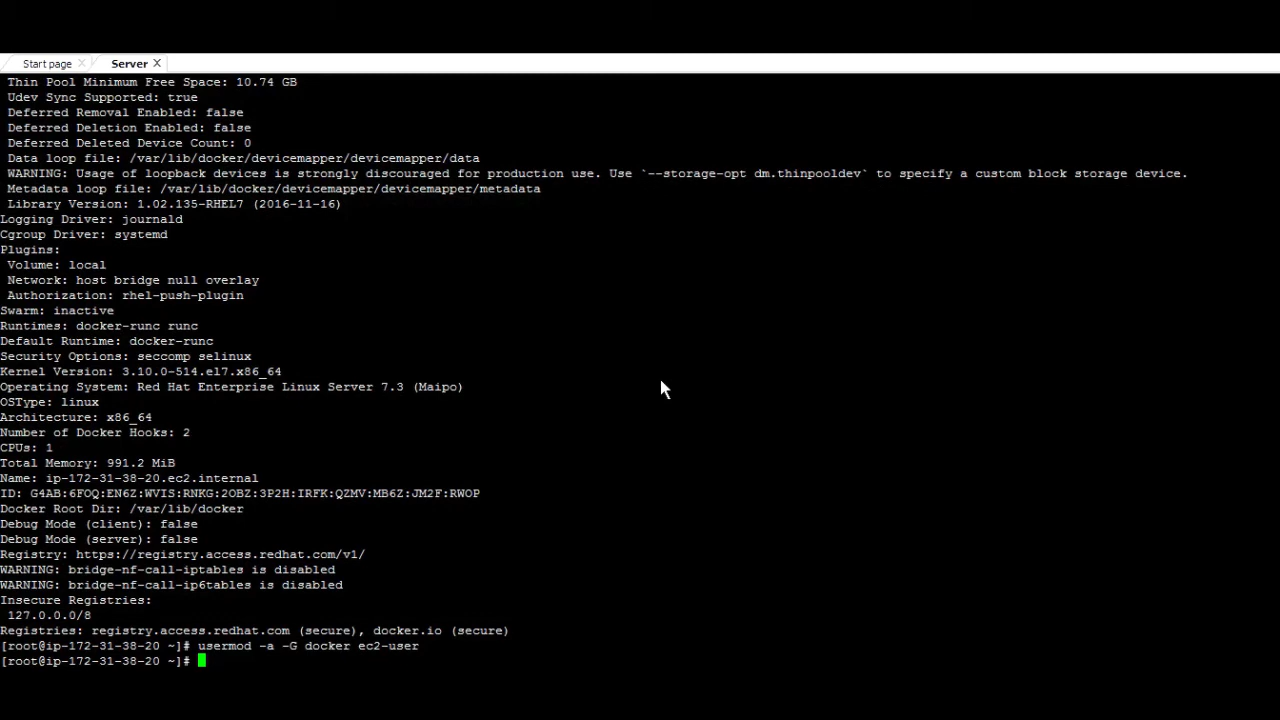 Start page
Server
Thin Pool Minimum Free Space: 10.74 GB
Udev Sync Supported: true
Deferred Removal Enabled: false
Deferred Deletion Enabled: false
Deferred Deleted Device Count: 0
Data loop file: /var/lib/docker/devicemapper/devicemapper/data
WARNING: Usage of loopback devices is strongly discouraged for production use. Use `--storage-opt dm.thinpooldev` to specify a custom block storage device.
Metadata loop file: /var/lib/docker/devicemapper/devicemapper/metadata
Library Version: 1.02.135-RHEL7 (2016-11-16)
Logging Driver: journald
Cgroup Driver: systemd
Plugins:
Volume: local
Network: host bridge null overlay
Authorization: rhel-push-plugin
Swarm: inactive
Runtimes: docker-runc runc
Default Runtime: docker-runc
Security Options: seccomp selinux
Kernel Version: 3.10.0-514.el7.x86_64
Operating System: Red Hat Enterprise Linux Server 7.3 (Maipo)
OSType: linux
Architecture: x86_64
Number of Docker Hooks: 2
CPUs: 1
Total Memory: 991.2 MiB
Name: ip-172-31-38-20.ec2.internal
ID: G4AB:6FOQ:EN6Z:WVIS:RNKG:2OBZ:3P2H:IRFK:QZMV:MB6Z:JM2F:RWOP
Docker Root Dir: /var/lib/docker
Debug Mode (client): false
Debug Mode (server): false
Registry: https://registry.access.redhat.com/v1/
WARNING: bridge-nf-call-iptables is disabled
WARNING: bridge-nf-call-ip6tables is disabled
Insecure Registries:
127.0.0.0/8
Registries: registry.access.redhat.com (secure), docker.io (secure)
[root@ip-172-31-38-20 ~]# usermod -a -G docker ec2-user
[root@ip-172-31-38-20 ~]#